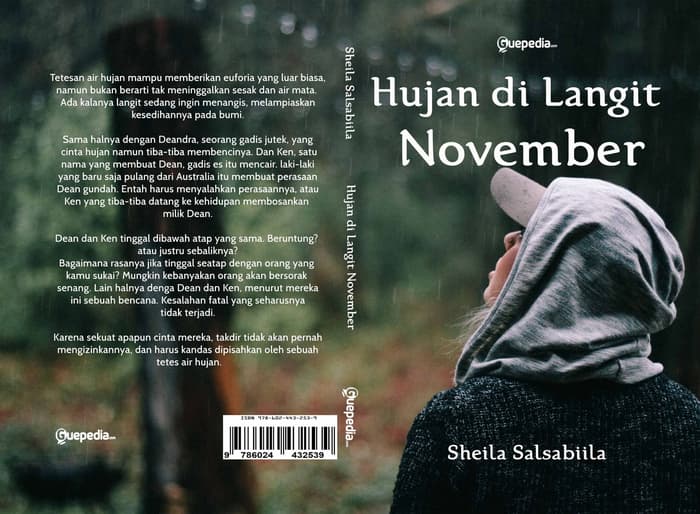 Tetesan air hujan mampu memberikan euforia yang luar biasa,
namun bukan berarti tak meninggalkan sesak dan air mata.
Ada kalanya langit sedang ingin menangis, melampiaskan
kesedihannya pada bumi.
Sama halnya dengan Deandra, seorang gadis jutek, yang
cinta hujan namun tiba-tiba membencinya. Dan Ken, satu
nama yang membuat Dean, gadis es itu mencair. laki-laki
yang baru saja pulang dari Australia itu membuat perasaan
Dean gundah. Entah harus menyalahkan perasaannya, atau
Ken yang tiba-tiba datang ke kehidupan membosankan
milik Dean.
Dean dan Ken tinggal dibawah atap yang sama. Beruntung?
atau justru sebaliknya?
Bagaimana rasanya jika tinggal seatap dengan orang yang
kamu sukai? Mungkin kebanyakan orang akan bersorak
senang. Lain halnya denga Dean dan Ken, menurut mereka
ini sebuah bencana. Kesalahan fatal yang seharusnya
tidak terjadi.
Karena sekuat apapun cinta mereka, takdir tidak akan pernah
mengizinkannya, dan harus kandas dipisahkan oleh sebuah
tetes air hujan.
Guepedia.com
ISBN 978-602-443-253-9
9 786024 432539
Sheila Salsabiila
Hujan di Langit November
Guepedia.com
Guepedia.com
Hujan di Langit
November
Sheila Salsabiila